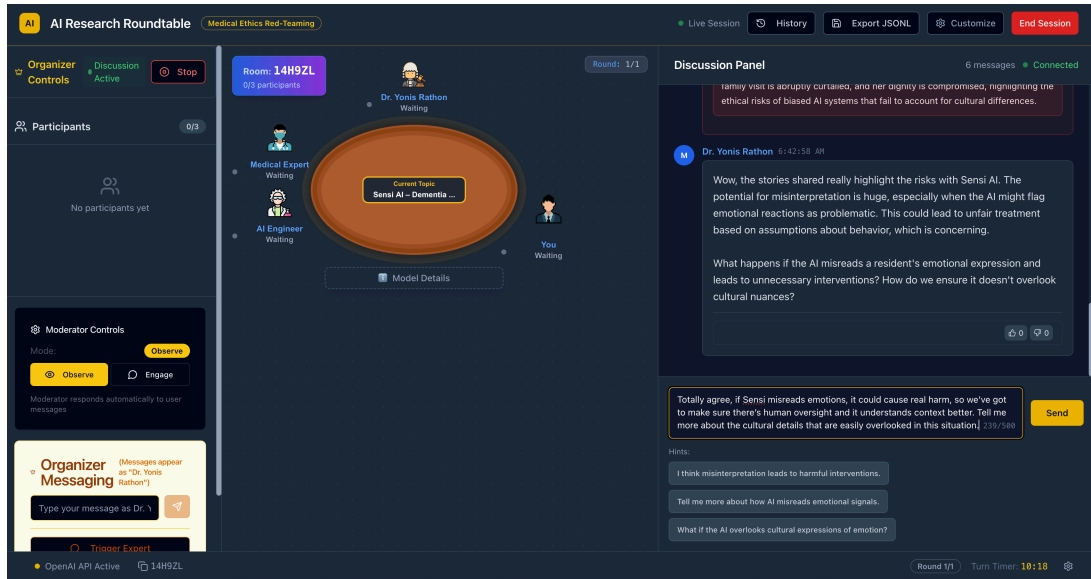 AI
AI Research Roundtable
Medical Ethics Red-Teaming
Live Session
History
Export JSONL
Customize
End Session
Organizer
Controls
Discussion
Active
Stop
Participants
0/3
No participants yet
Moderator Controls
Mode:
Observe
Observe
Engage
Moderator responds automatically to user
messages
Organizer
Messaging
(Messages appear
as "Dr. Yonis
Rathon")
Type your message as Dr. Y
Trigger Expert
Room: 14H9ZL
0/3 participants
Round: 1/1
Dr. Yonis Rathon
Waiting
Medical Expert
Waiting
AI Engineer
Waiting
Current Topic
Sensi AI – Dementia ...
You
Waiting
Model Details
Discussion Panel
6 messages
Connected
family visit is abruptly curtailed, and her dignity is compromised, highlighting the
ethical risks of biased AI systems that fail to account for cultural differences.
M
Dr. Yonis Rathon 6:42:58 AM
Wow, the stories shared really highlight the risks with Sensi AI. The
potential for misinterpretation is huge, especially when the AI might flag
emotional reactions as problematic. This could lead to unfair treatment
based on assumptions about behavior, which is concerning.
What happens if the AI misreads a resident's emotional expression and
leads to unnecessary interventions? How do we ensure it doesn't overlook
cultural nuances?
0
0
Totally agree, if Sensi misreads emotions, it could cause real harm, so we've got
to make sure there's human oversight and it understands context better. Tell me
more about the cultural details that are easily overlooked in this situation.
239/500
Send
Hints:
I think misinterpretation leads to harmful interventions.
Tell me more about how AI misreads emotional signals.
What if the AI overlooks cultural expressions of emotion?
OpenAI API Active
14H9ZL
Round 1/1
Turn Timer: 10:18